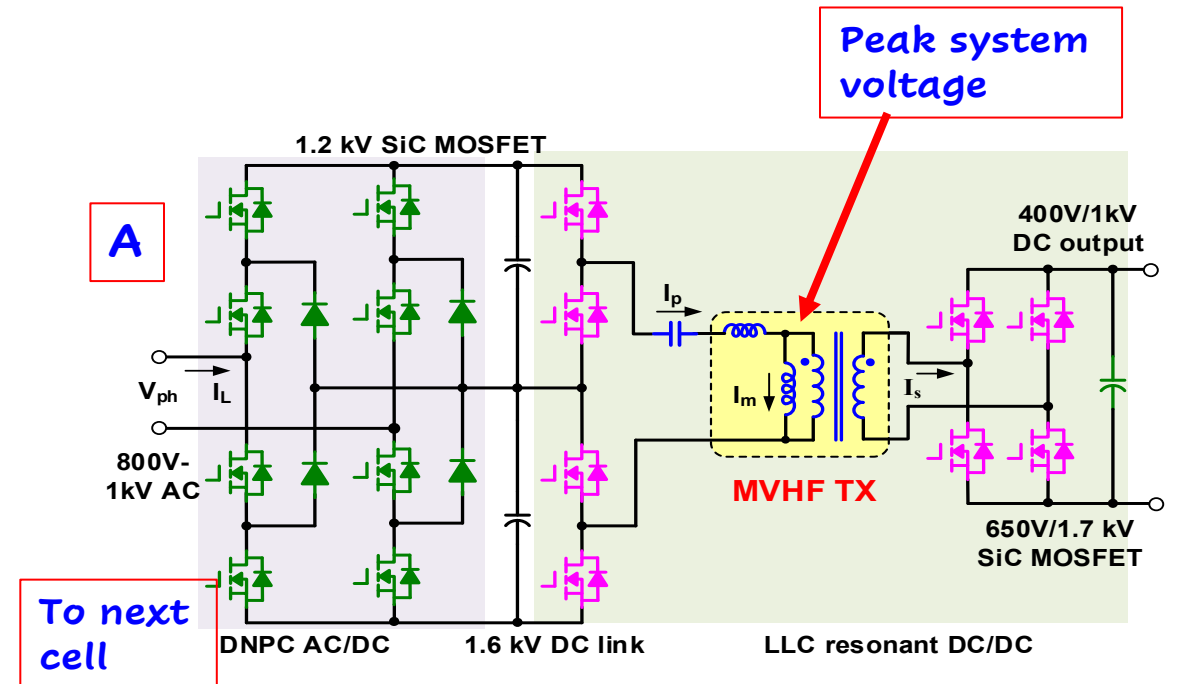 Peak system
voltage
1.2 kV SiC MOSFET
A
400V/1kV
DC output
Ip
Vph
IL
Im
Is
800V-
1kV AC
MVHF TX
650V/1.7 kV
SiC MOSFET
To next
cell
DNPC AC/DC
1.6 kV DC link
LLC resonant DC/DC